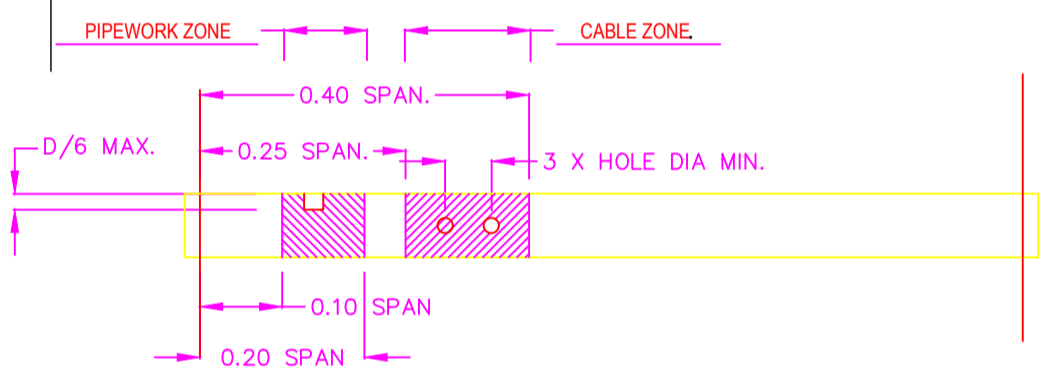 PIPEWORK ZONE
CABLE ZONE.
0.40 SPAN.
D/6 MAX.
0.25 SPAN.
3 X HOLE DIA MIN.
0.10 SPAN
0.20 SPAN